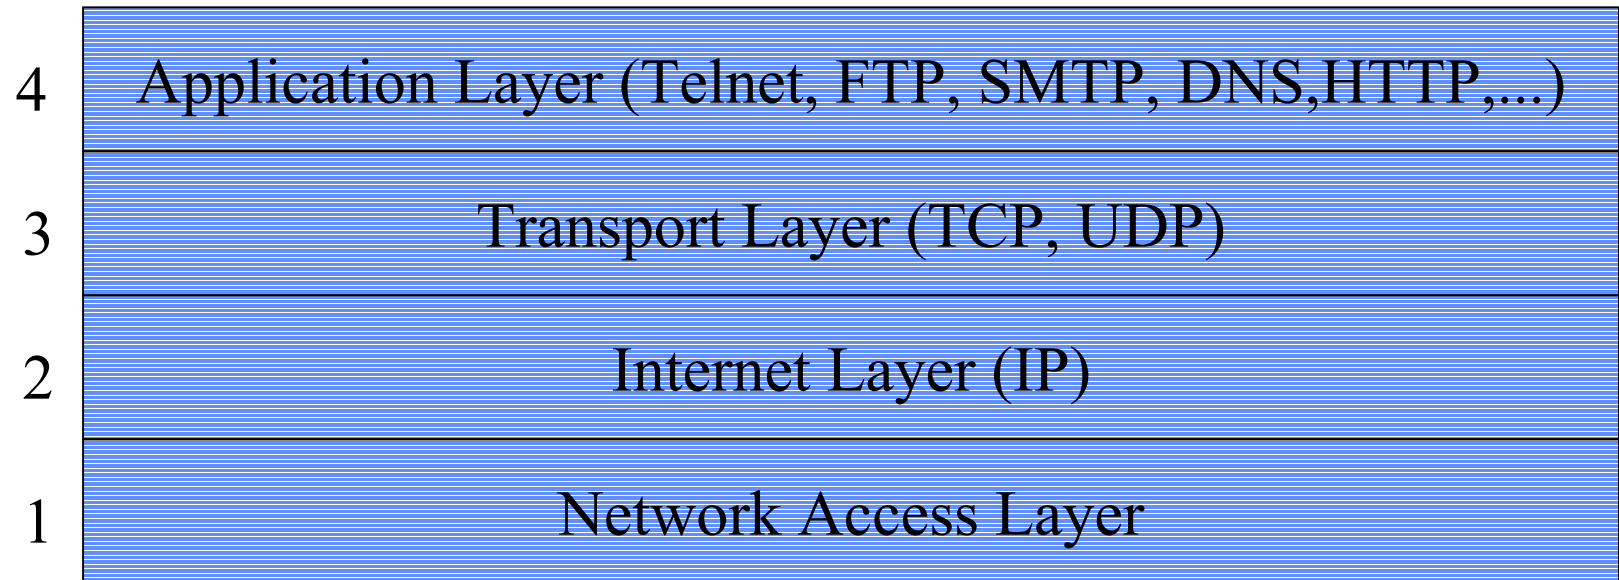 4 Application Layer (Telnet, FTP, SMTP, DNS,HTTP,...)
3 Transport Layer (TCP, UDP)
2 Internet Layer (IP)
1 Network Access Layer